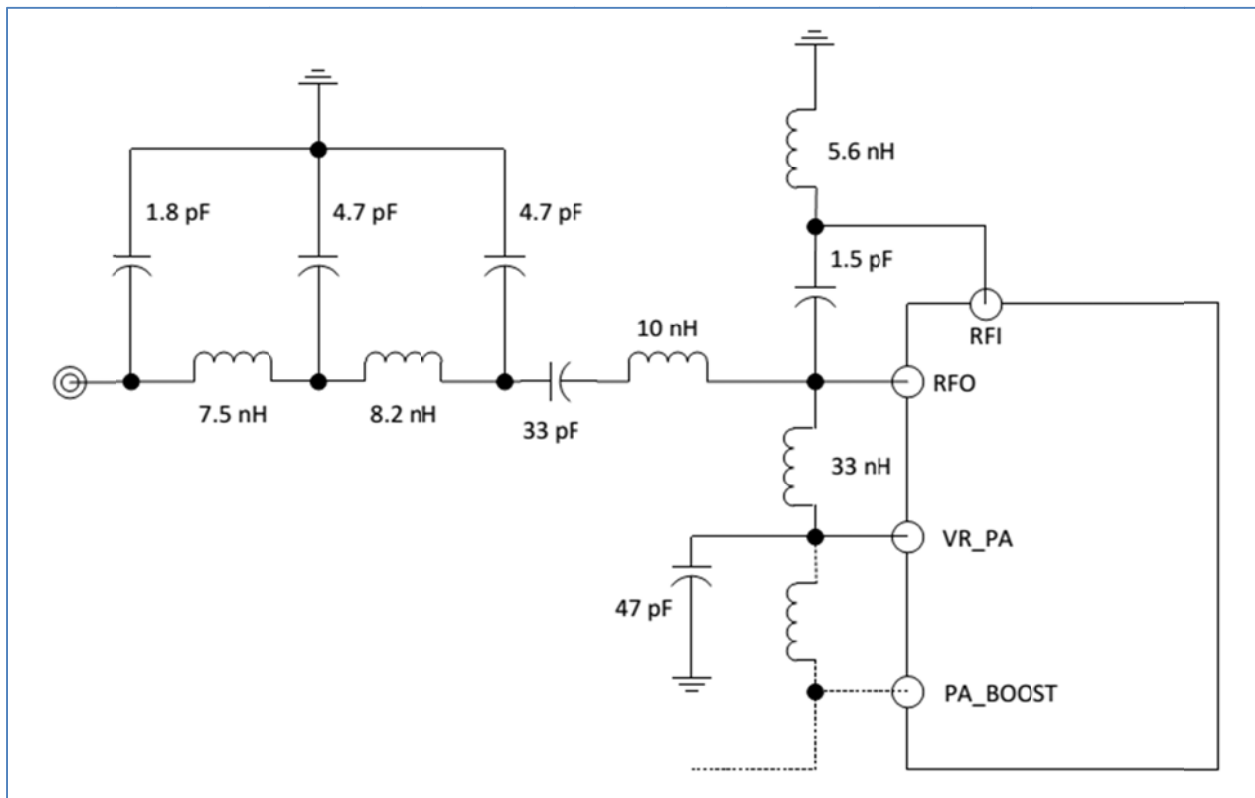 5.6 nH
1.8 pF
4.7 pF
4.7 pF
1.5 pF
10 nH
RFI
RFO
7.5 nH
8.2 nH
33 pF
33 nH
VR_PA
47 pF
PA_BOOST